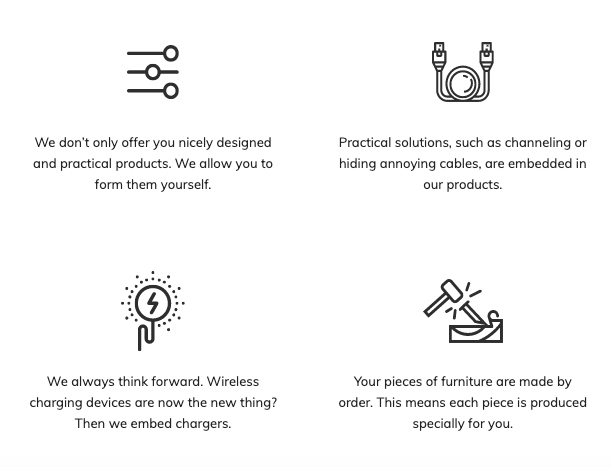 We don't only offer you nicely designed
and practical products. We allow you to
form them yourself.
Practical solutions, such as channeling or
hiding annoying cables, are embedded in
our products.
We always think forward. Wireless
charging devices are now the new thing?
Then we embed chargers.
Your pieces of furniture are made by
order. This means each piece is produced
specially for you.